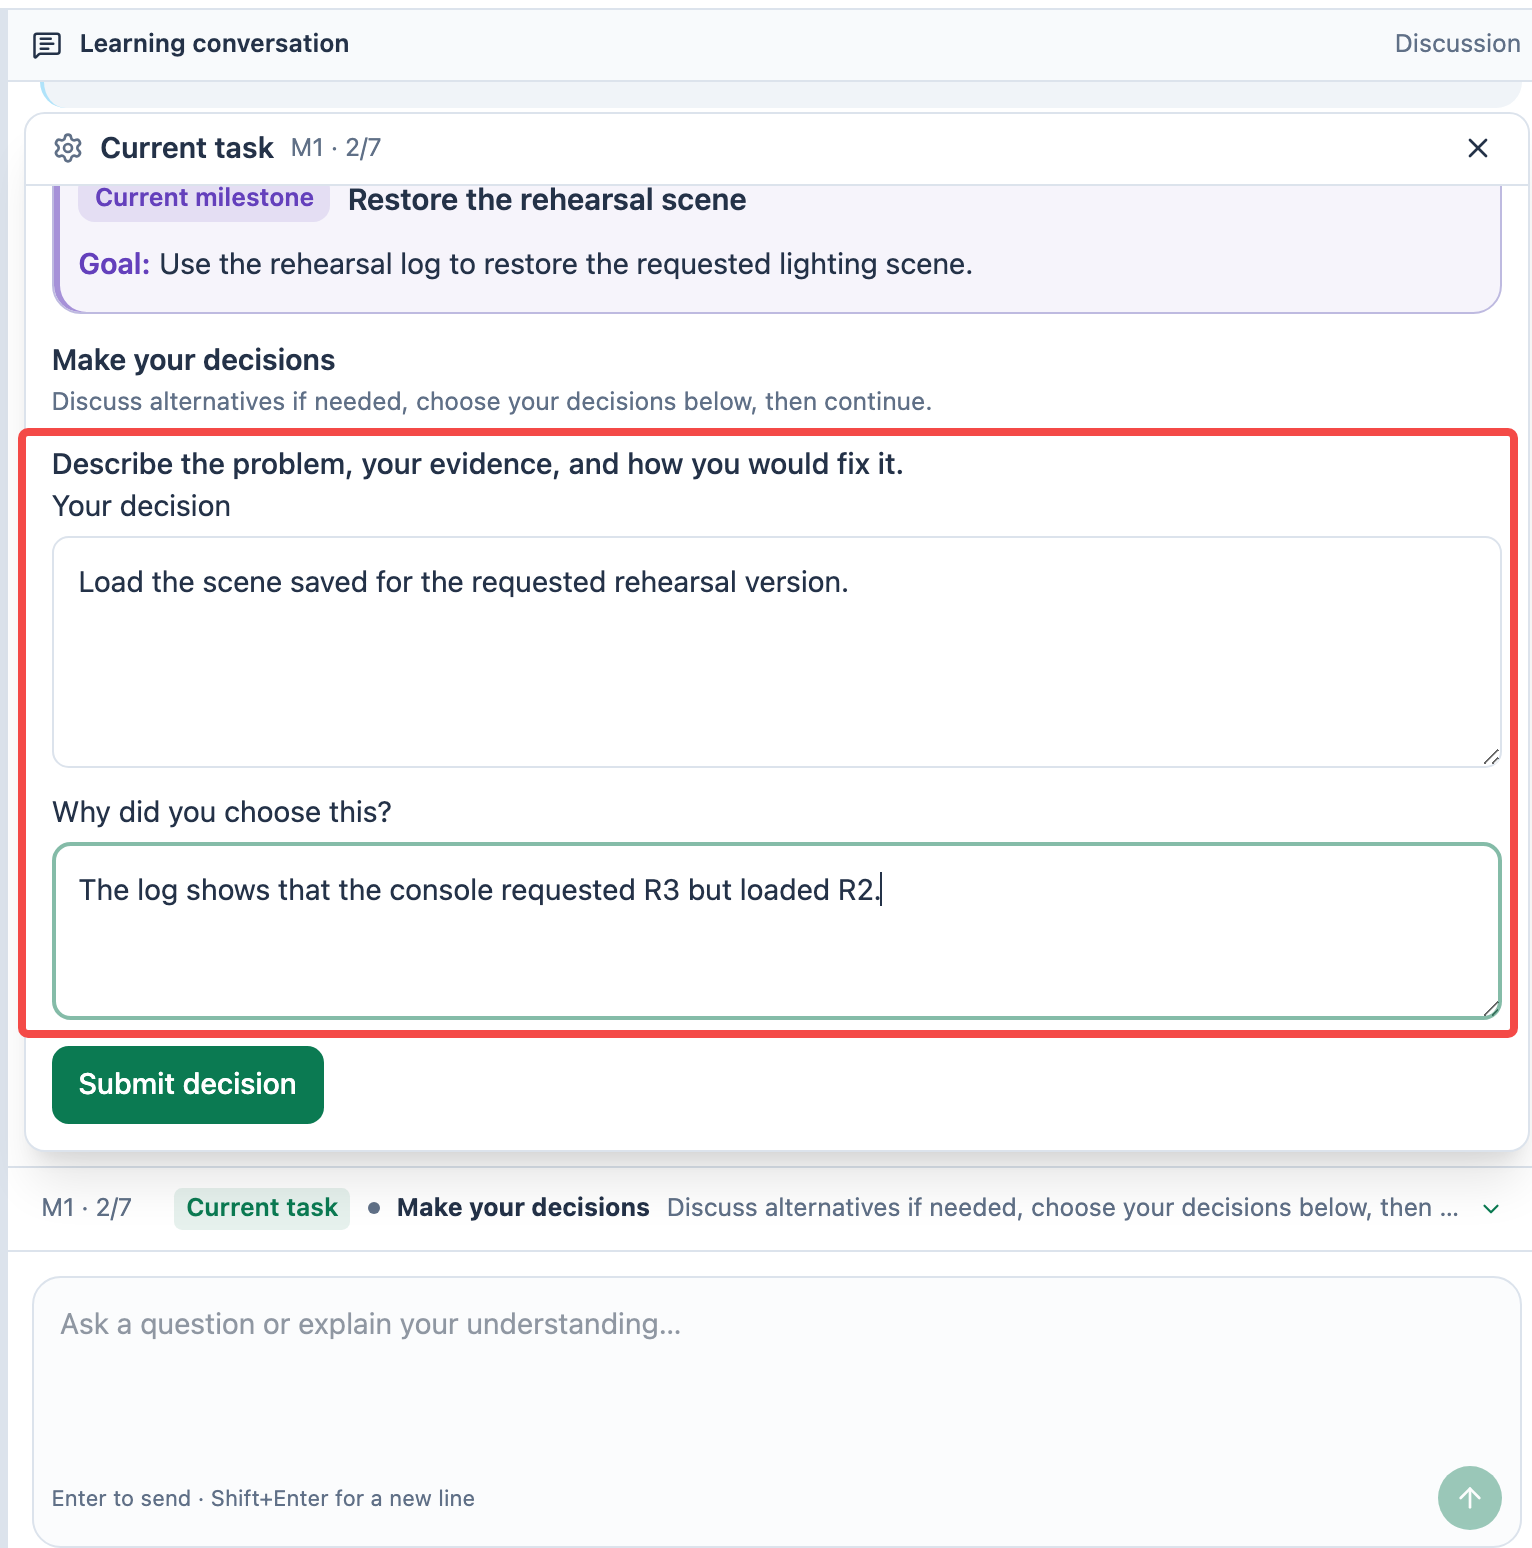 Learning conversation
Discussion
Current task M1 · 2/7
Current milestone Restore the rehearsal scene
Goal: Use the rehearsal log to restore the requested lighting scene.
Make your decisions
Discuss alternatives if needed, choose your decisions below, then continue.
Describe the problem, your evidence, and how you would fix it.
Your decision
Load the scene saved for the requested rehearsal version.
Why did you choose this?
The log shows that the console requested R3 but loaded R2.
Submit decision
M1 · 2/7 Current task • Make your decisions Discuss alternatives if needed, choose your decisions below, then ...
Ask a question or explain your understanding...
Enter to send · Shift+Enter for a new line